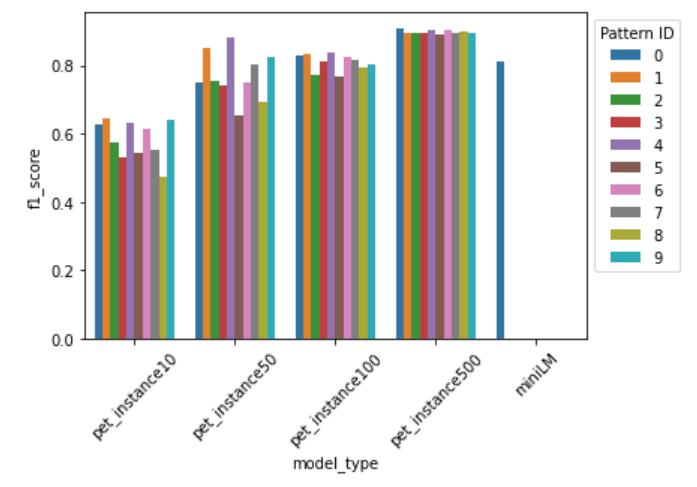 Pattern ID
0
1
2
3
4
5
6
7
8
9
f1_score
0.8
0.6
0.4
0.2
0.0
pet_instance10
pet_instance50
pet_instance100
pet_instance500
miniLM
model_type